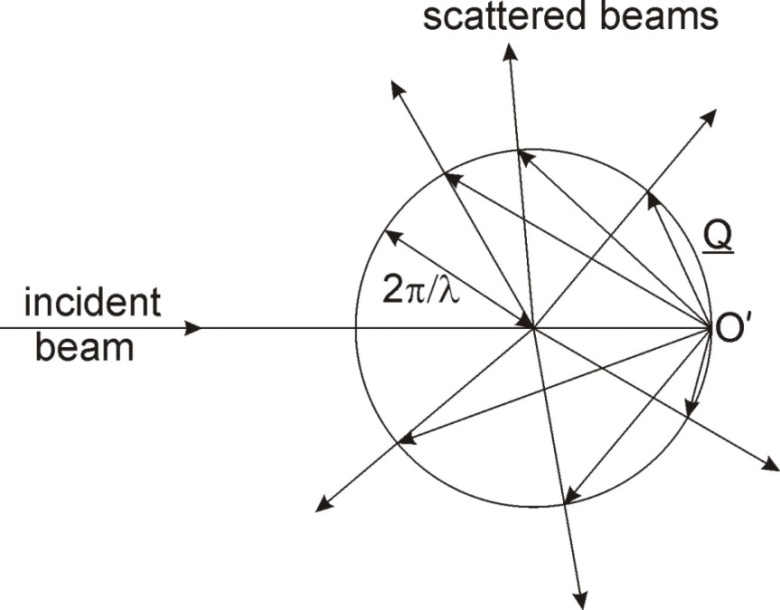 scattered beams
Q
2π/λ
incident
beam
O'